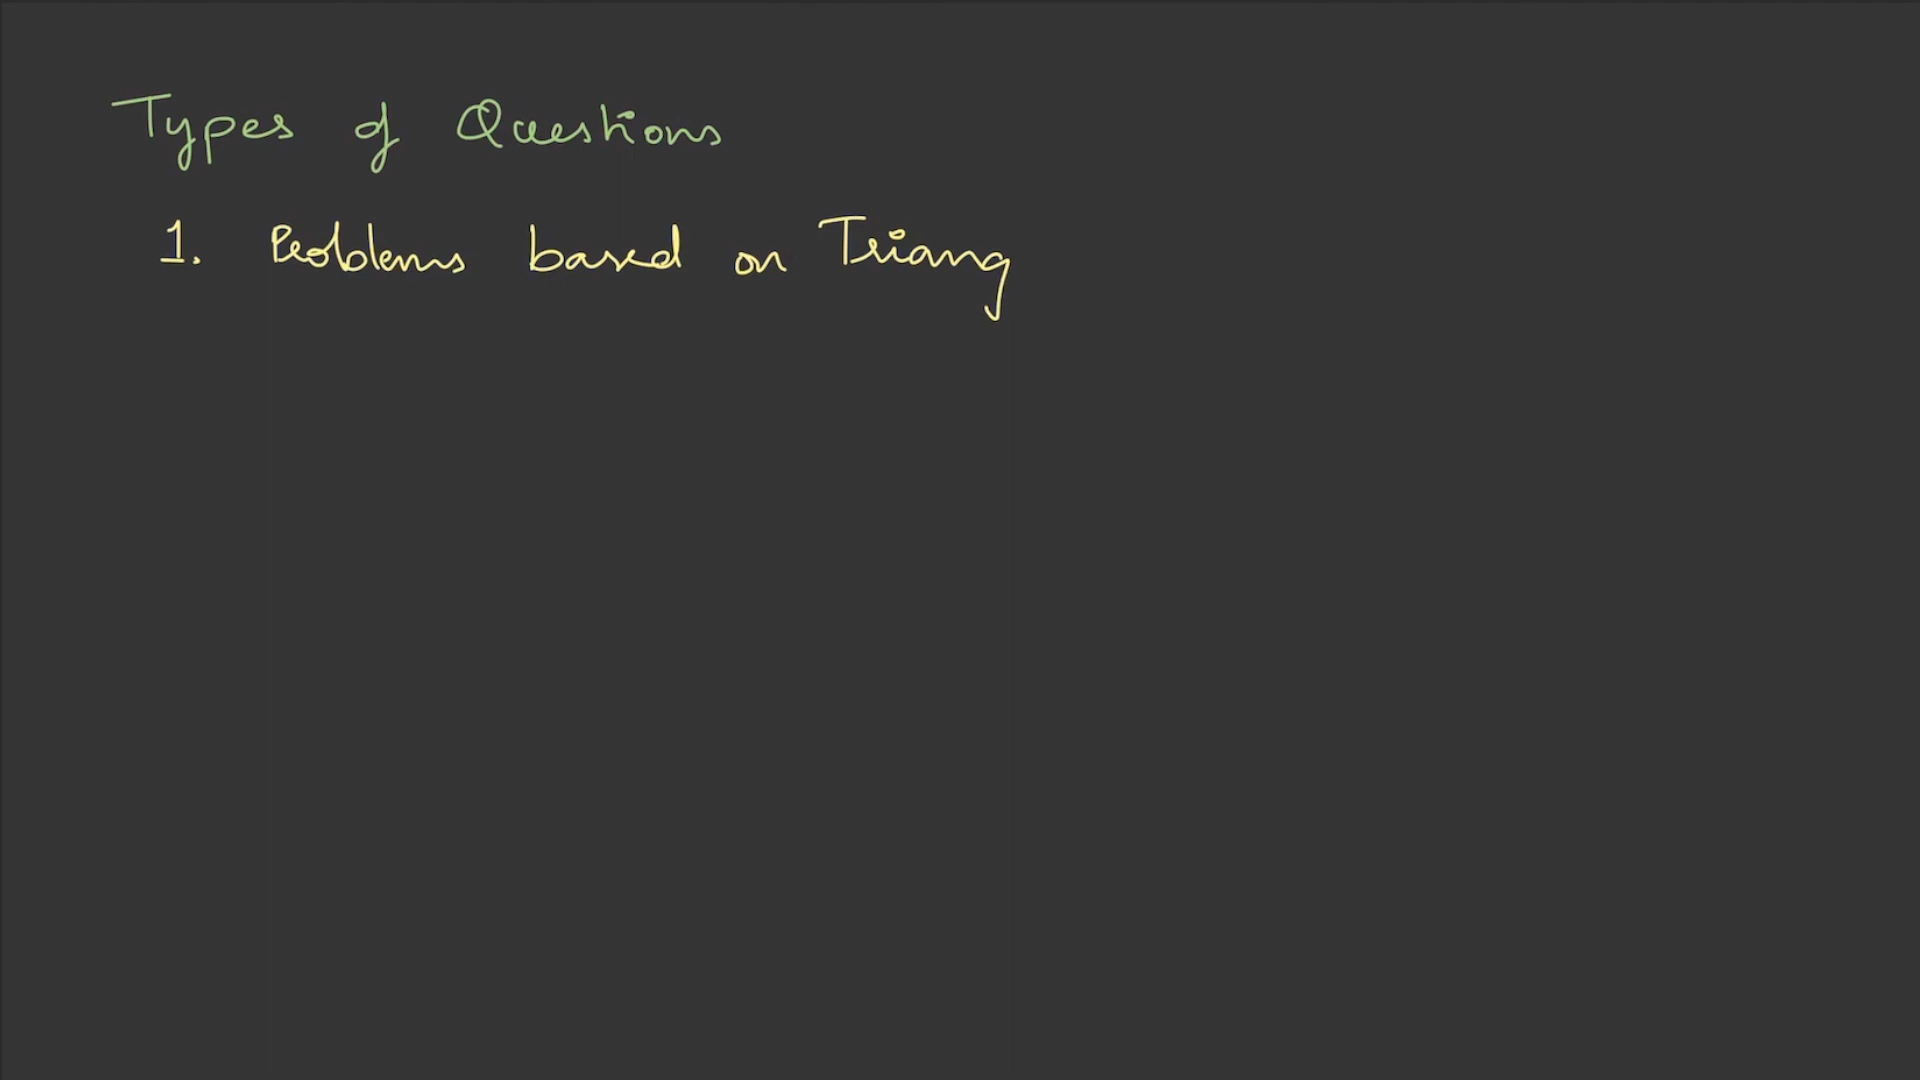 Types of Questions
1. Problems based on Triang